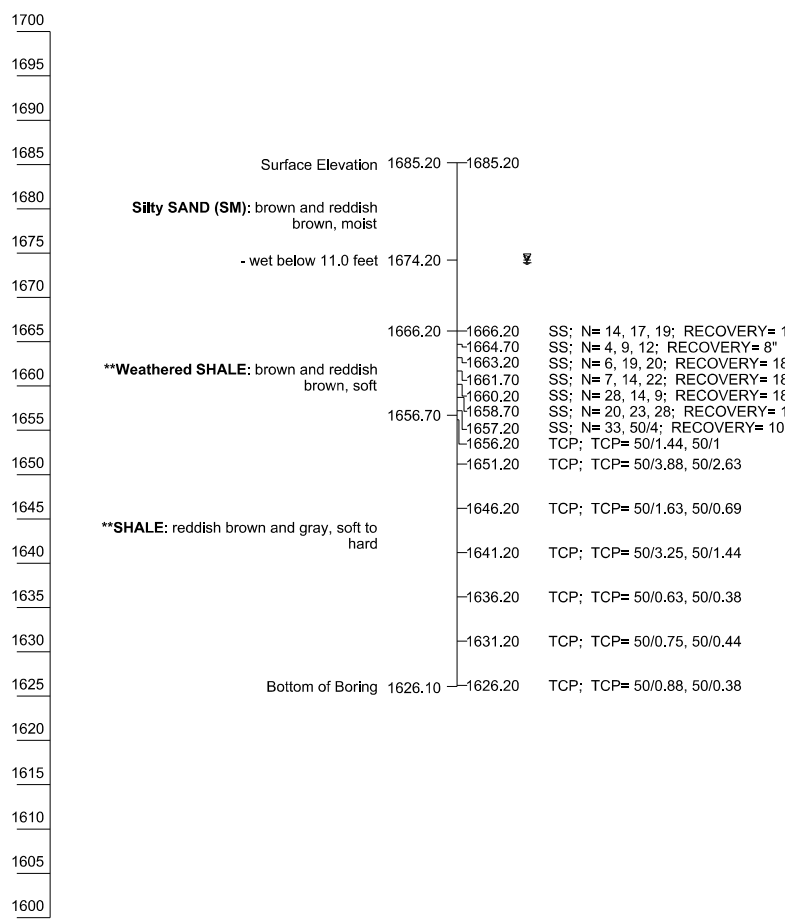 1700
1695
1690
1685
1680
1675
1670
1665
1660
1655
1650
1645
1640
1635
1630
1625
1620
1615
1610
1605
1600
Surface Elevation 1685.20 1685.20
Silty SAND (SM): brown and reddish
brown, moist
- wet below 11.0 feet 1674.20
1666.20 1666.20 SS; N= 14, 17, 19; RECOVERY= 1
1664.70 SS; N= 4, 9, 12; RECOVERY= 8"
1663.20 SS; N= 6, 19, 20; RECOVERY= 18
**Weathered SHALE: brown and reddish
brown, soft
1661.70 SS; N= 7, 14, 22; RECOVERY= 18
1660.20 SS; N= 28, 14, 9; RECOVERY= 18
1656.70 1658.70 SS; N= 20, 23, 28; RECOVERY= 1
1657.20 SS; N= 33, 50/4; RECOVERY= 10
1656.20 TCP; TCP= 50/1.44, 50/1
1651.20 TCP; TCP= 50/3.88, 50/2.63
1646.20 TCP; TCP= 50/1.63, 50/0.69
**SHALE: reddish brown and gray, soft to
hard
1641.20 TCP; TCP= 50/3.25, 50/1.44
1636.20 TCP; TCP= 50/0.63, 50/0.38
1631.20 TCP; TCP= 50/0.75, 50/0.44
Bottom of Boring 1626.10 1626.20 TCP; TCP= 50/0.88, 50/0.38